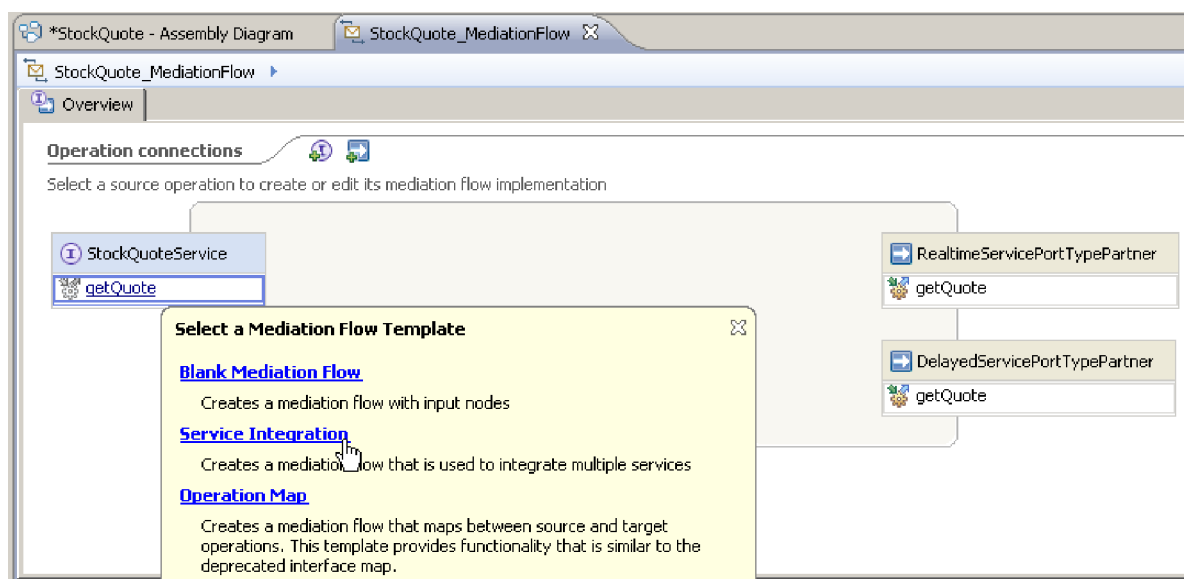 *StockQuote - Assembly Diagram StockQuote_MediationFlow
StockQuote_MediationFlow
Overview
Operation connections
Select a source operation to create or edit its mediation flow implementation
StockQuoteService
getQuote
RealtimeServicePortTypePartner
getQuote
DelayedServicePortTypePartner
getQuote
Select a Mediation Flow Template
Blank Mediation Flow
Creates a mediation flow with input nodes
Service Integration
Creates a mediation flow that is used to integrate multiple services
Operation Map
Creates a mediation flow that maps between source and target
operations. This template provides functionality that is similar to the
deprecated interface map.